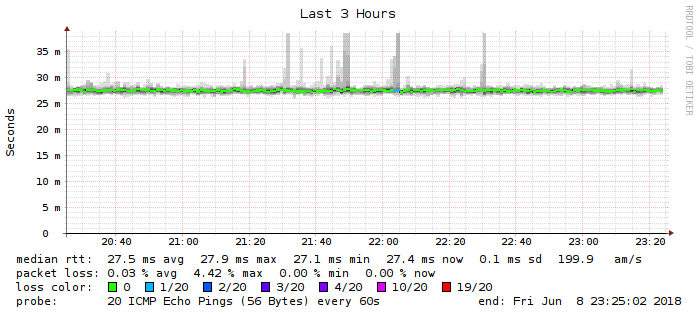 Last 3 Hours
RRDTOOL / TOBI OETIKER
Seconds
35 m
30 m
25 m
20 m
15 m
10 m
5 m
0
20:40 21:00 21:20 21:40 22:00 22:20 22:40 23:00 23:20
median rtt: 27.5 ms avg 27.9 ms max 27.1 ms min 27.4 ms now 0.1 ms sd 199.9 am/s
packet loss: 0.03 % avg 4.42 % max 0.00 % min 0.00 % now
loss color: 0 1/20 2/20 3/20 4/20 10/20 19/20
probe: 20 ICMP Echo Pings (56 Bytes) every 60s end: Fri Jun 8 23:25:02 2018